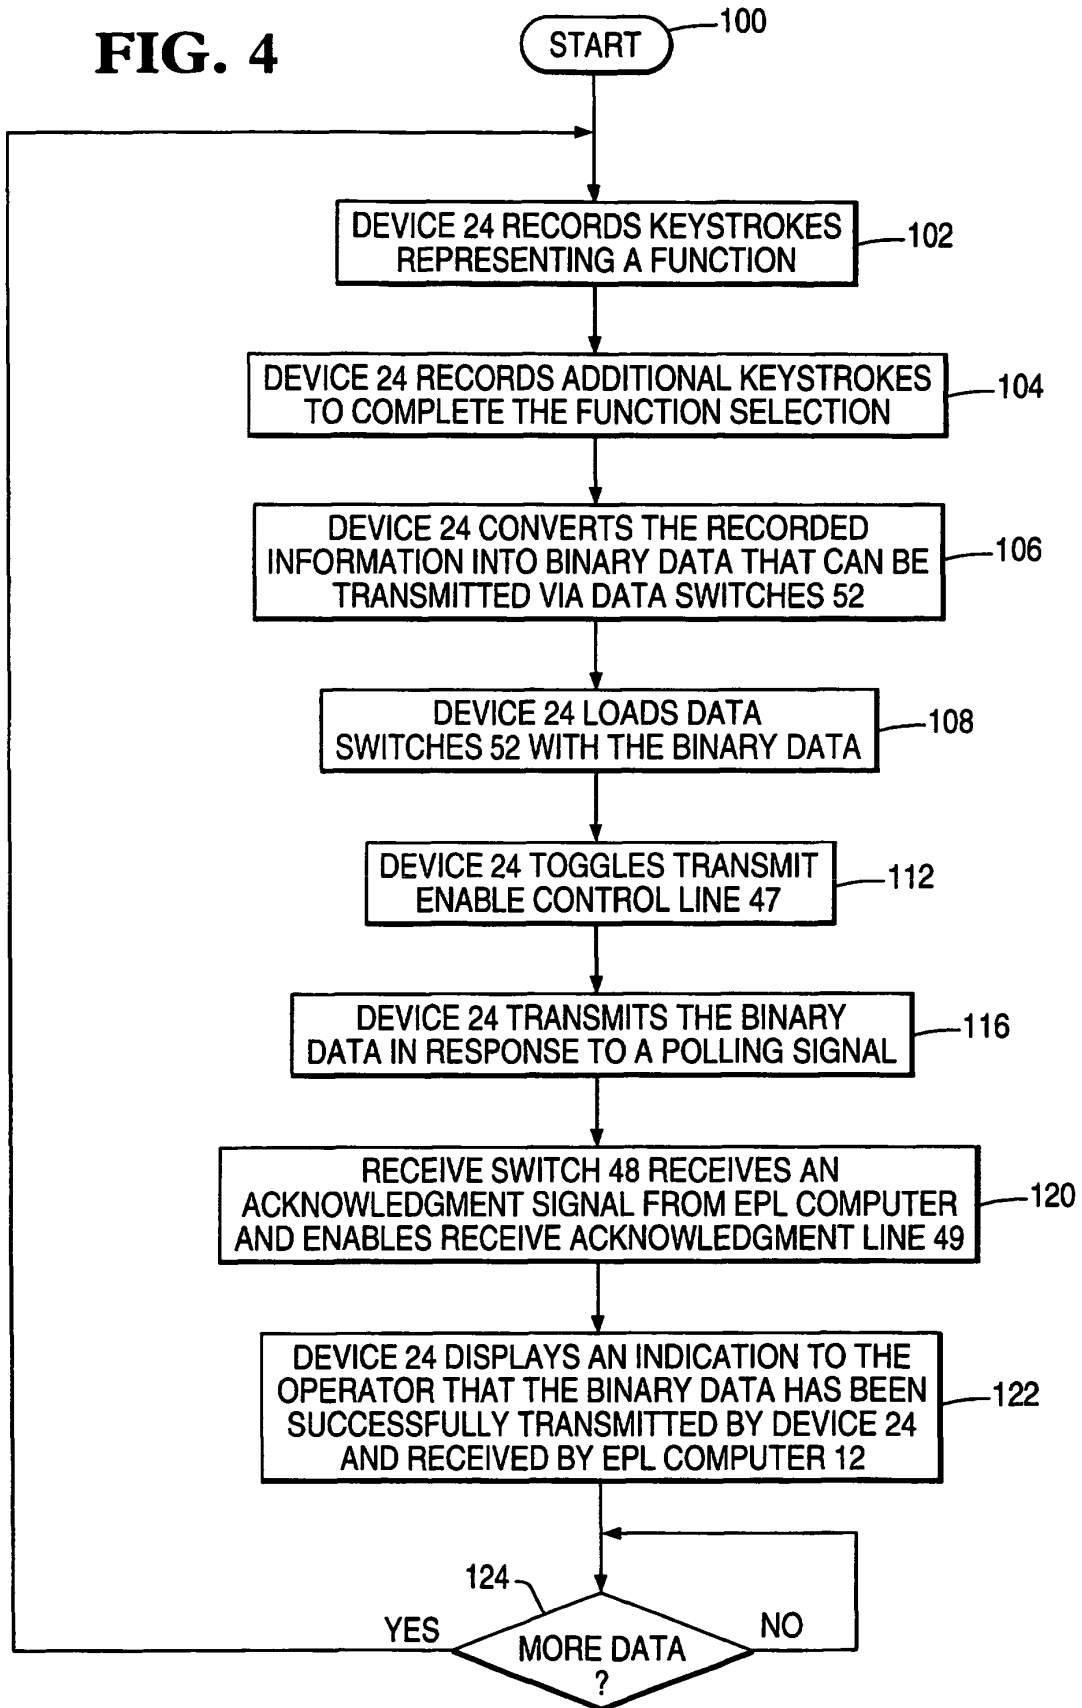 FIG. 4
START
100
DEVICE 24 RECORDS KEYSTROKES
REPRESENTING A FUNCTION
102
DEVICE 24 RECORDS ADDITIONAL KEYSTROKES
TO COMPLETE THE FUNCTION SELECTION
104
DEVICE 24 CONVERTS THE RECORDED
INFORMATION INTO BINARY DATA THAT CAN BE
TRANSMITTED VIA DATA SWITCHES 52
106
DEVICE 24 LOADS DATA
SWITCHES 52 WITH THE BINARY DATA
108
DEVICE 24 TOGGLES TRANSMIT
ENABLE CONTROL LINE 47
112
DEVICE 24 TRANSMITS THE BINARY
DATA IN RESPONSE TO A POLLING SIGNAL
116
RECEIVE SWITCH 48 RECEIVES AN
ACKNOWLEDGMENT SIGNAL FROM EPL COMPUTER
AND ENABLES RECEIVE ACKNOWLEDGMENT LINE 49
120
DEVICE 24 DISPLAYS AN INDICATION TO THE
OPERATOR THAT THE BINARY DATA HAS BEEN
SUCCESSFULLY TRANSMITTED BY DEVICE 24
AND RECEIVED BY EPL COMPUTER 12
122
124
YES
MORE DATA
?
NO